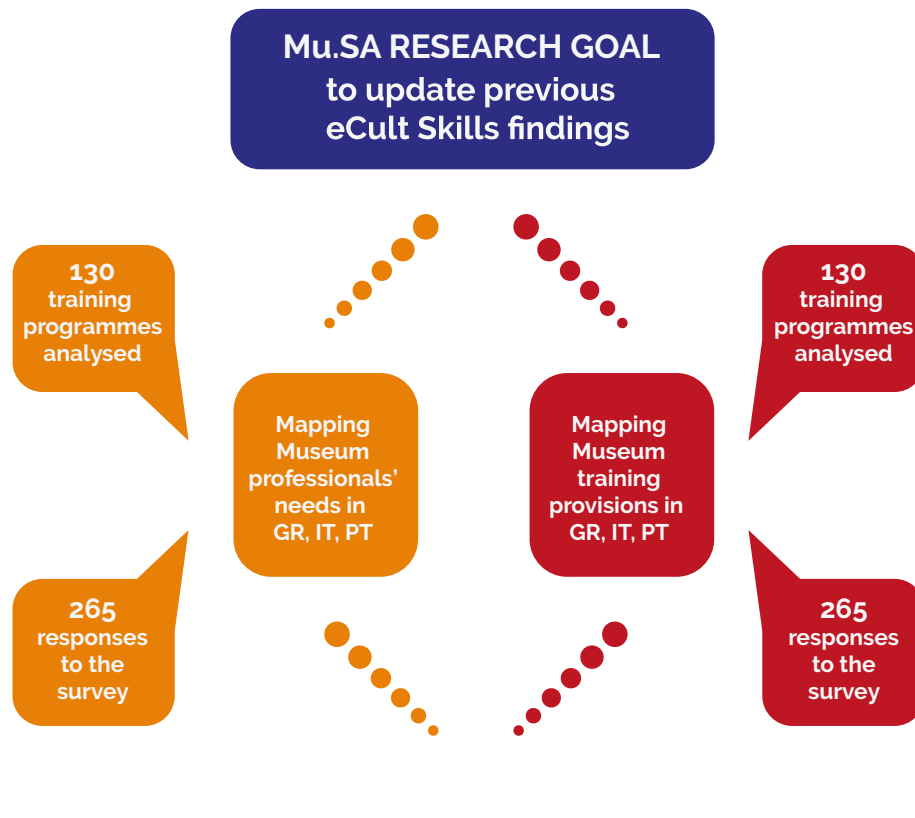 Mu.SA RESEARCH GOAL
to update previous
eCult Skills findings
130
training
programmes
analysed
130
training
programmes
analysed
Mapping
Museum
professionals’
needs in
GR, IT, PT
Mapping
Museum
training
provisions in
GR, IT, PT
265
responses
to the
survey
265
responses
to the
survey